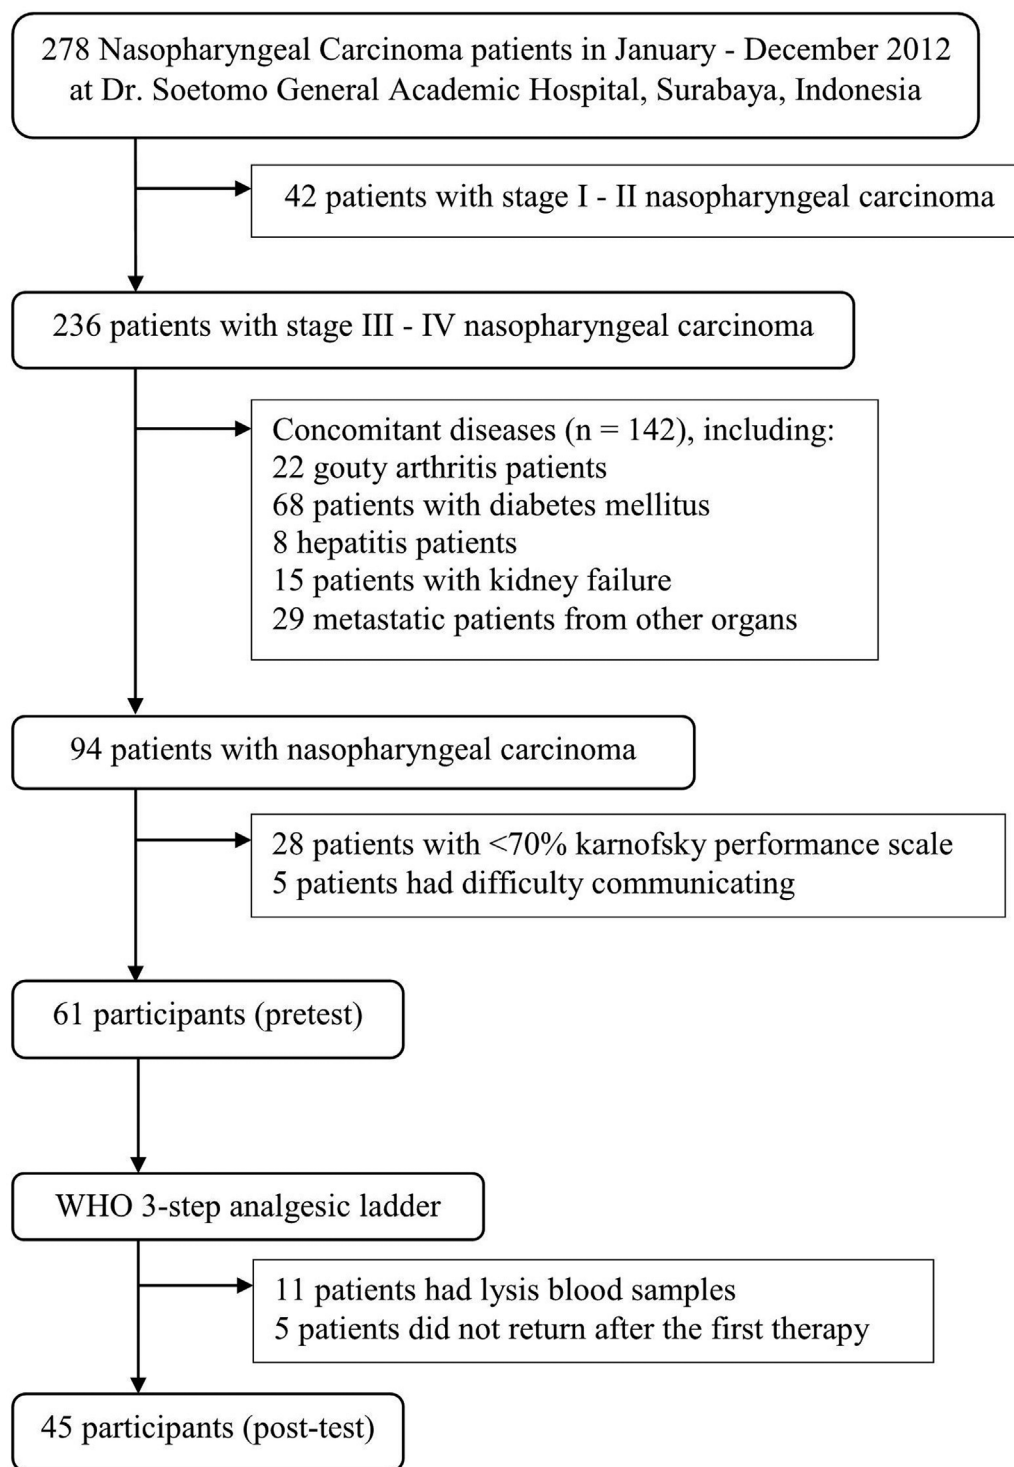 278 Nasopharyngeal Carcinoma patients in January - December 2012
at Dr. Soetomo General Academic Hospital, Surabaya, Indonesia
42 patients with stage I - II nasopharyngeal carcinoma
236 patients with stage III - IV nasopharyngeal carcinoma
Concomitant diseases (n = 142), including:
22 gouty arthritis patients
68 patients with diabetes mellitus
8 hepatitis patients
15 patients with kidney failure
29 metastatic patients from other organs
94 patients with nasopharyngeal carcinoma
28 patients with <70% karnofsky performance scale
5 patients had difficulty communicating
61 participants (pretest)
WHO 3-step analgesic ladder
11 patients had lysis blood samples
5 patients did not return after the first therapy
45 participants (post-test)